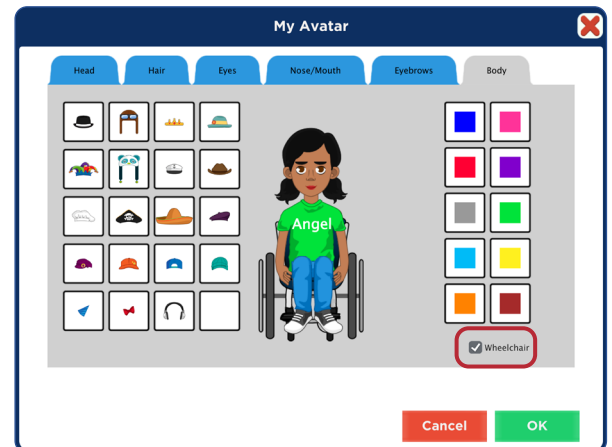 My Avatar
Head Hair Eyes Nose/Mouth Eyebrows Body
Angel
Wheelchair
Cancel OK